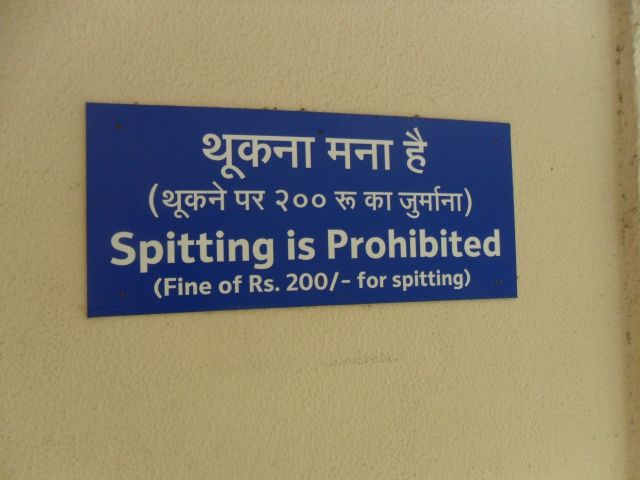 थूकना मना है
(थूकने पर २०० रू का जुर्माना)
Spitting is Prohibited
(Fine of Rs. 200/- for spitting)